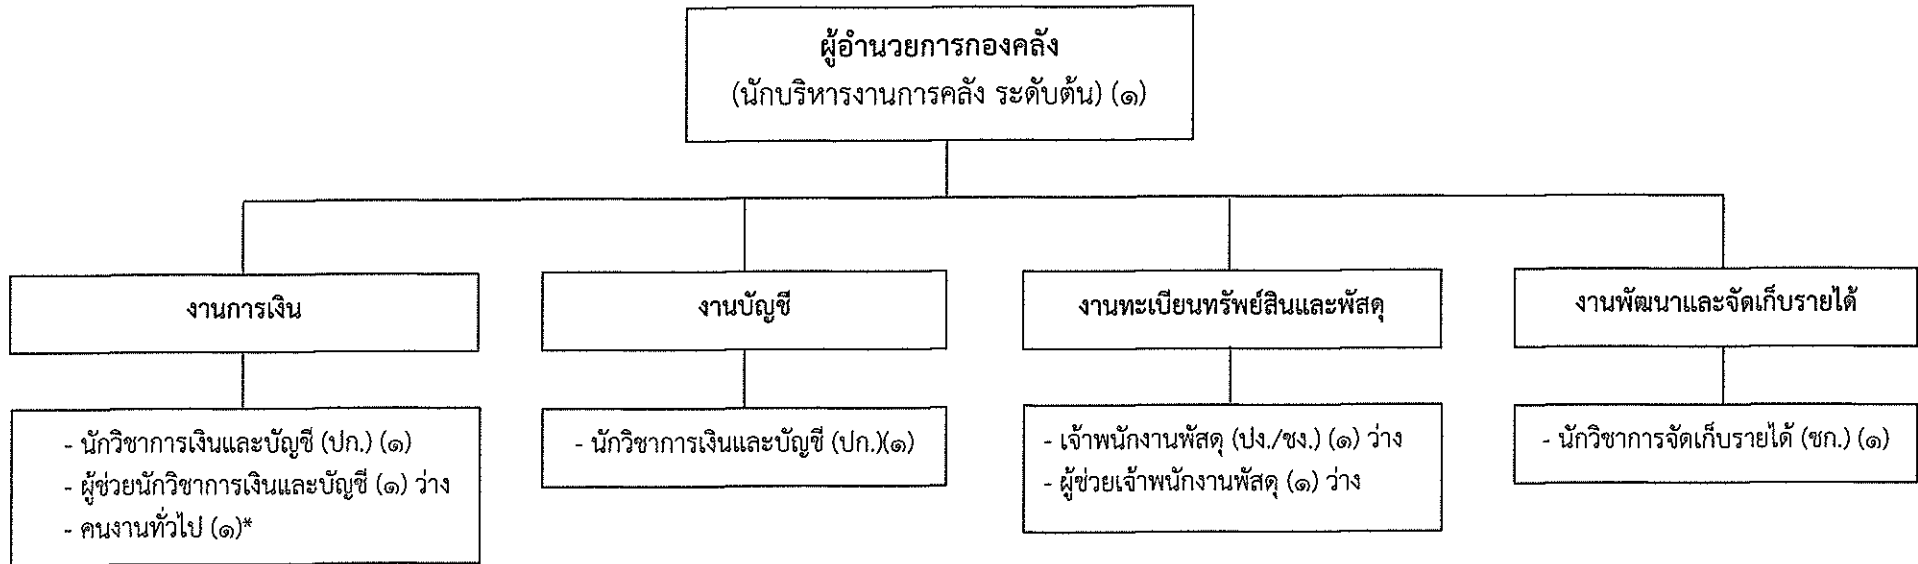 ผู้อำนวยการกองคลัง
(นักบริหารงานการคลัง ระดับต้น) (๑)
งานการเงิน
- นักวิชาการเงินและบัญชี (ปก.) (๑)
- ผู้ช่วยนักวิชาการเงินและบัญชี (๑) ว่าง
- คนงานทั่วไป (๑)*
งานบัญชี
- นักวิชาการเงินและบัญชี (ปก.)(๑)
งานทะเบียนทรัพย์สินและพัสดุ
- เจ้าพนักงานพัสดุ (ปง./ชง.) (๑) ว่าง
- ผู้ช่วยเจ้าพนักงานพัสดุ (๑) ว่าง
งานพัฒนาและจัดเก็บรายได้
- นักวิชาการจัดเก็บรายได้ (ชก.) (๑)